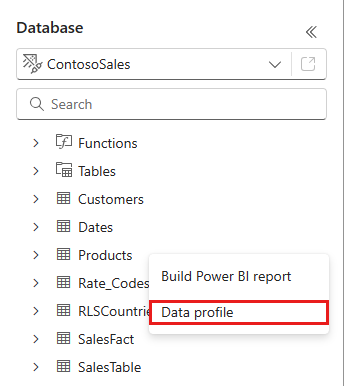 Database
ContosoSales
Search
Functions
Tables
Customers
Dates
Products
Build Power BI report
Rate_Codes
Data profile
RLSCountrie
SalesFact
SalesTable